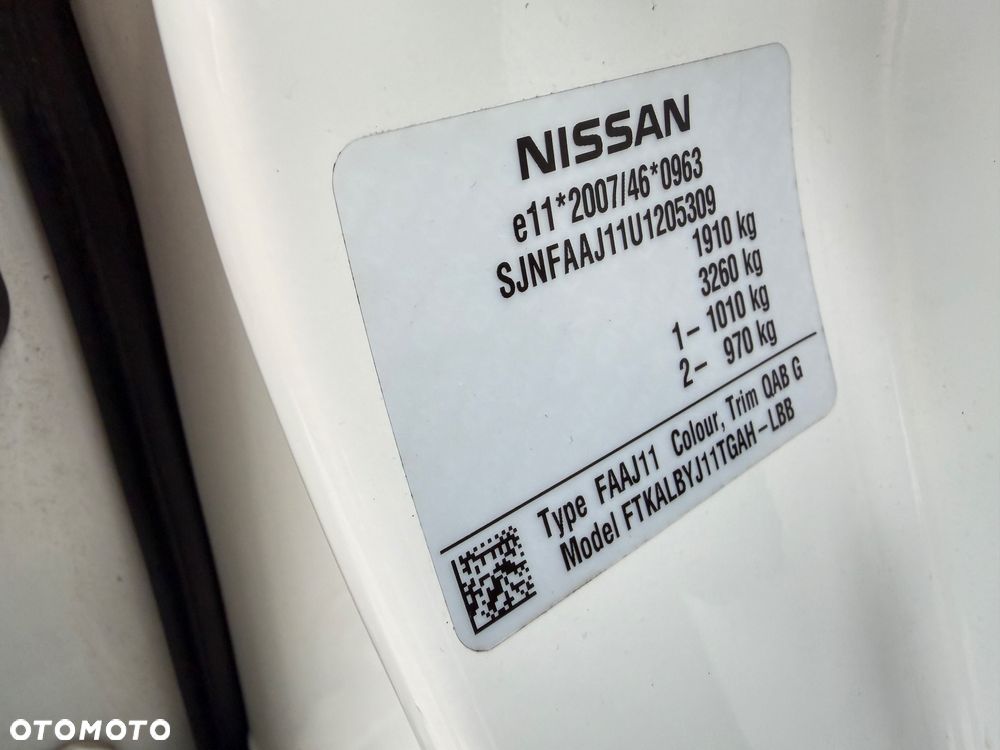 NISSAN
e11*2007/46*0963
SJNFAAJ11U1205309
1910 kg
3260 kg
1- 1010 kg
2- 970 kg
Type FAAJ11 Colour, Trim QAB G
Model FTKALBYJ11TGAH-LBB
OTOMOTO